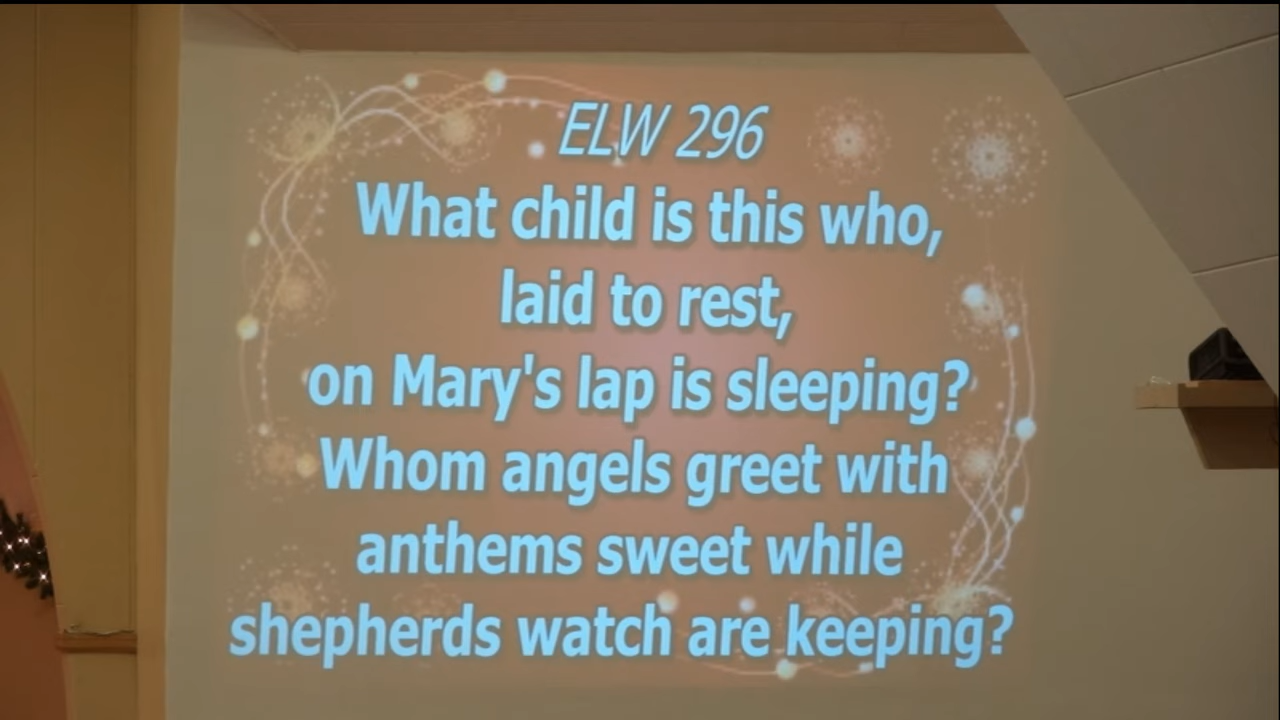 ELW 296
What child is this who,
laid to rest,
on Mary's lap is sleeping?
Whom angels greet with
anthems sweet while
shepherds watch are keeping?